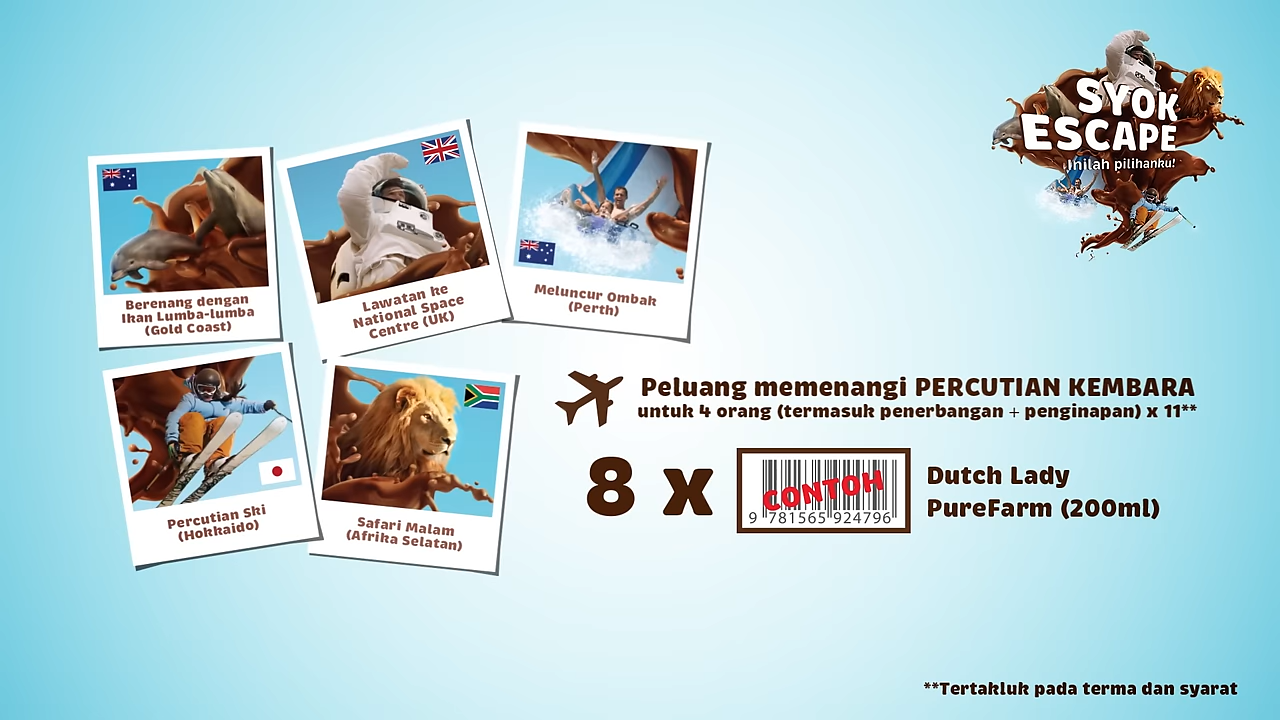 SYOK
ESCAPE
...Inilah pilihanku!
Berenang dengan
Ikan Lumba-lumba
(Gold Coast)
Lawatan ke
National Space
Centre (UK)
Meluncur Ombak
(Perth)
Percutian Ski
(Hokkaido)
Safari Malam
(Afrika Selatan)
Peluang memenangi PERCUTIAN KEMBARA
untuk 4 orang (termasuk penerbangan + penginapan) x 11**
8 x
CONTOH
9 781565 924796
Dutch Lady
PureFarm (200ml)
**Tertakluk pada terma dan syarat